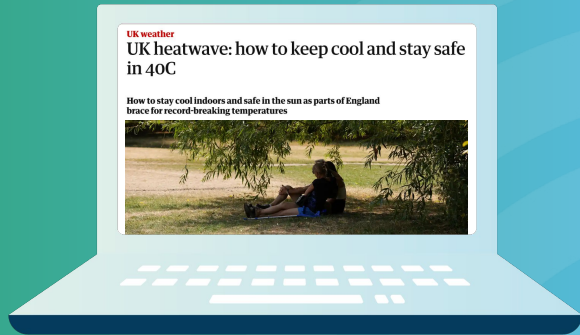 UK weather
UK heatwave: how to keep cool and stay safe
in 40C
How to stay cool indoors and safe in the sun as parts of England
brace for record-breaking temperatures